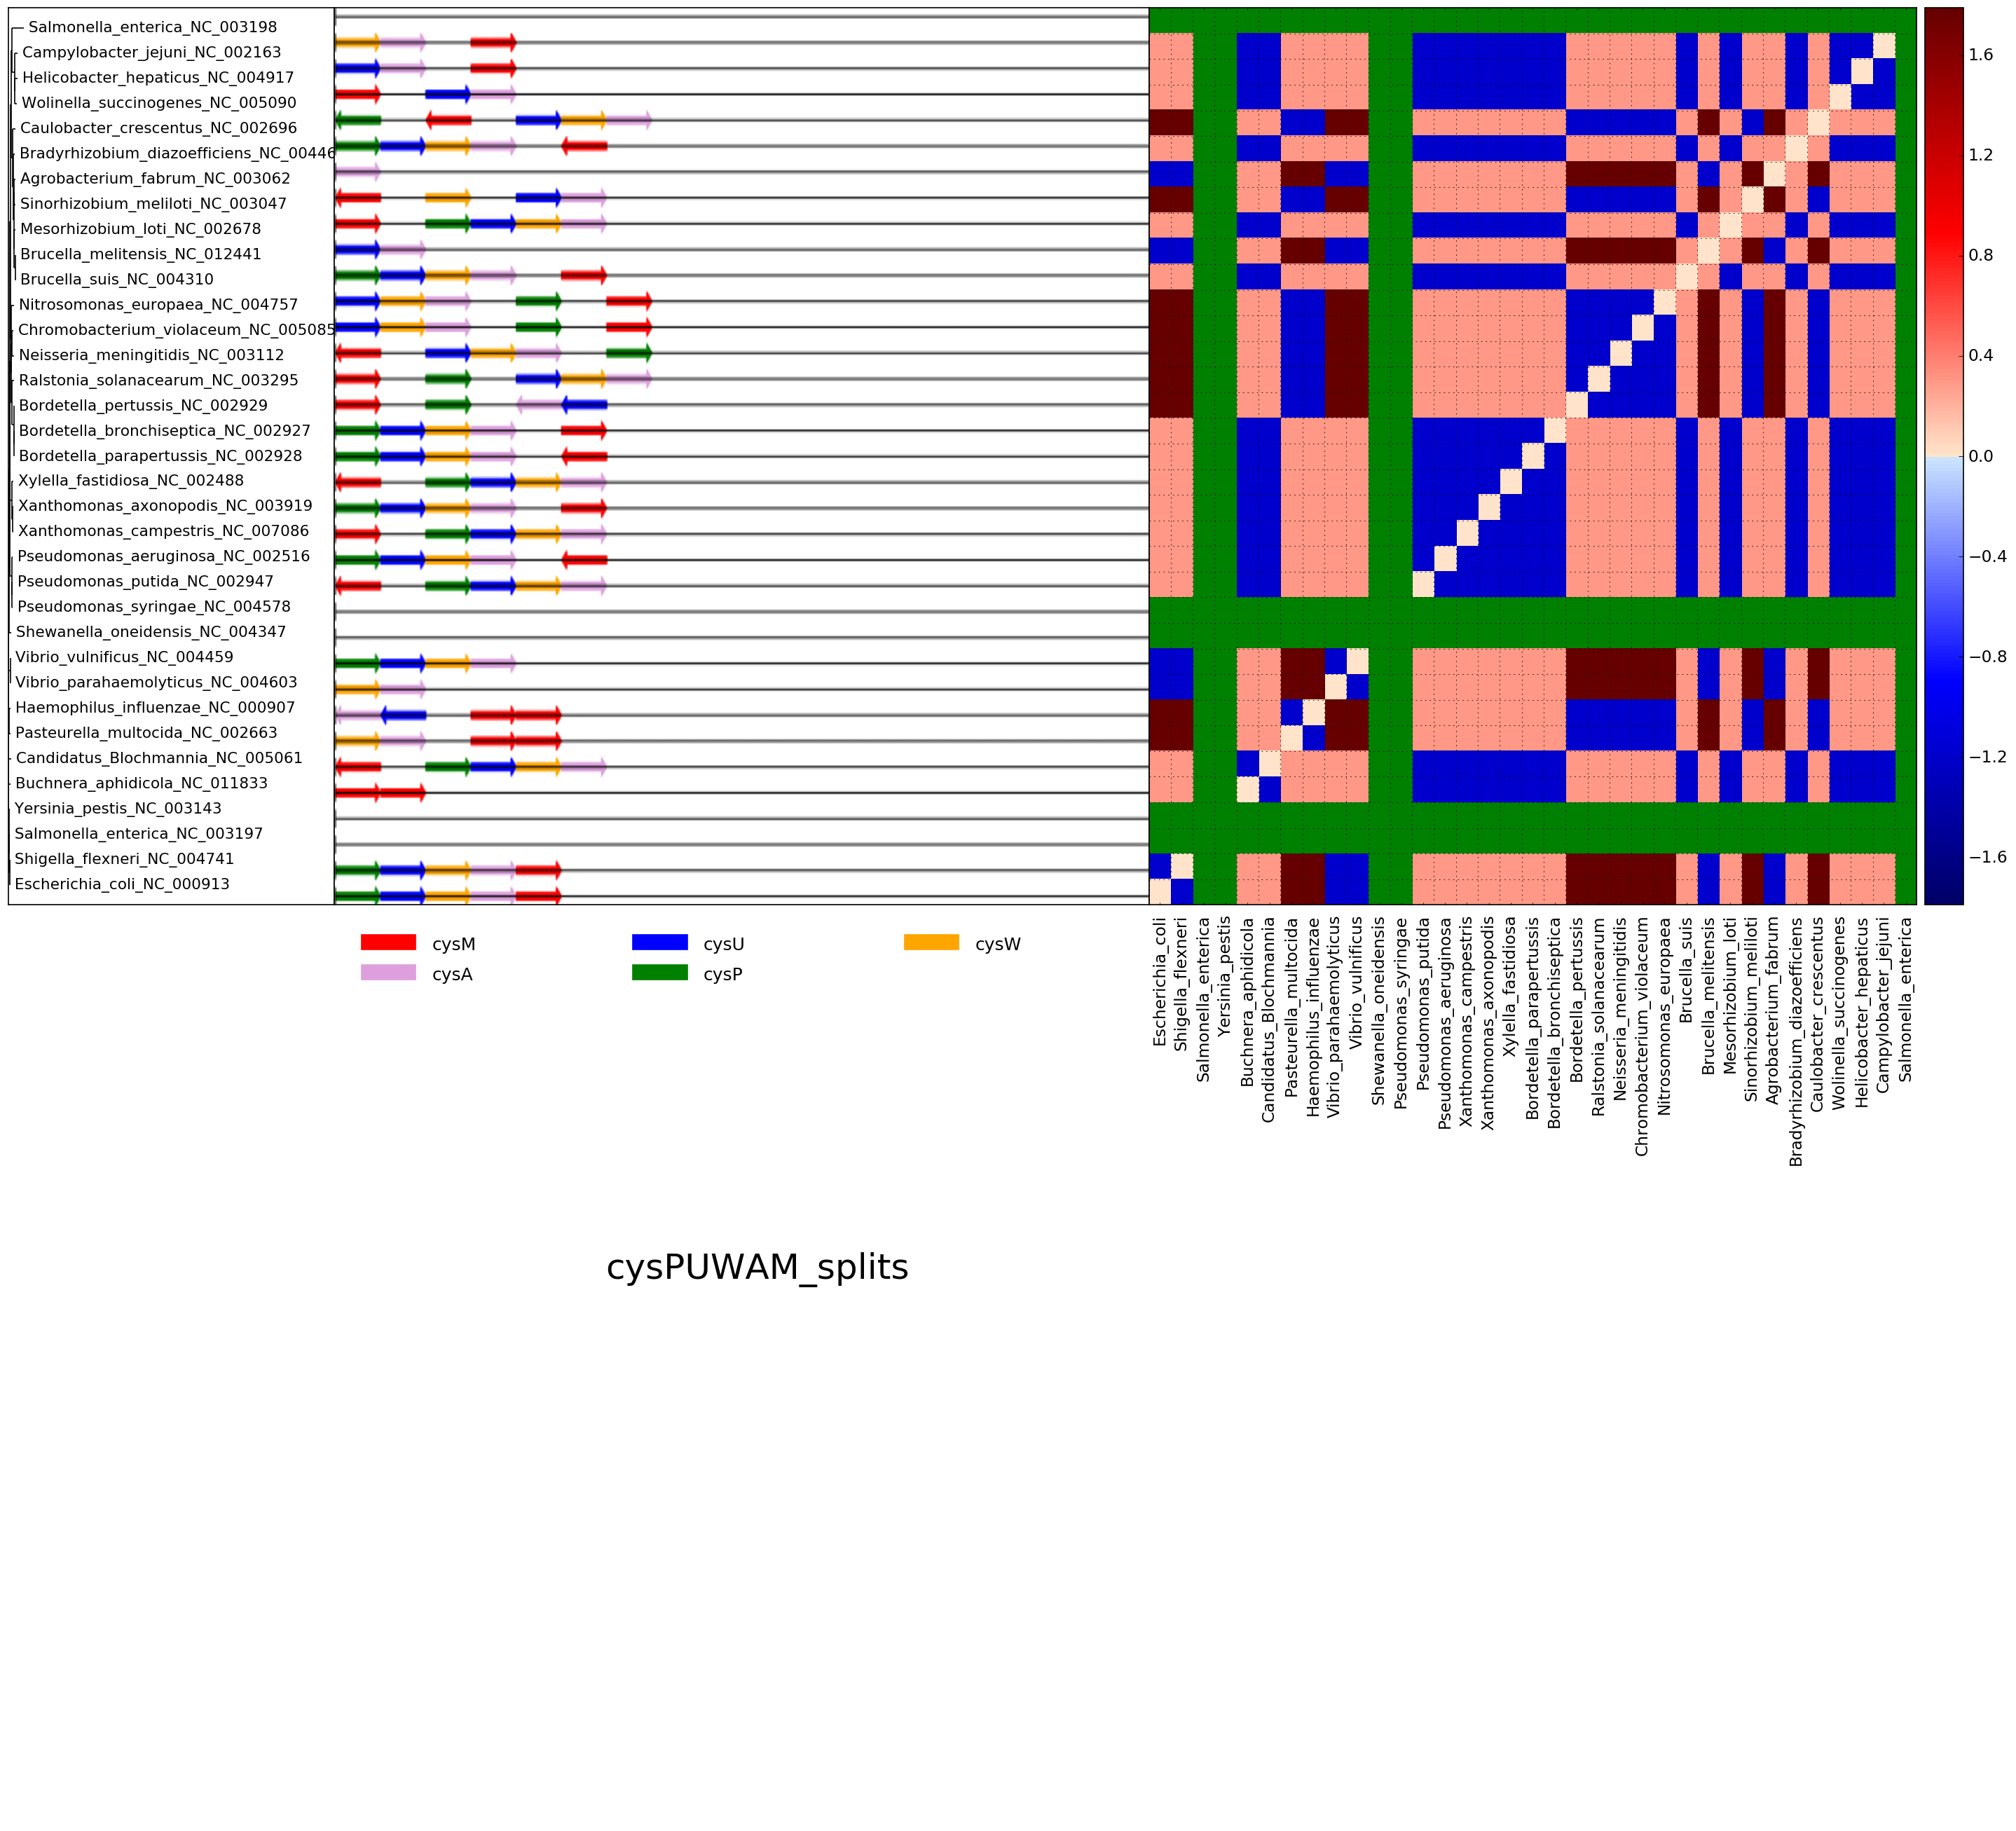 Salmonella_enterica_NC_003198
Campylobacter_jejuni_NC_002163
Helicobacter_hepaticus_NC_004917
Wolinella_succinogenes_NC_005090
Caulobacter_crescentus_NC_002696
Bradyrhizobium_diazoefficiens_NC_00446
Agrobacterium_fabrum_NC_003062
Sinorhizobium_meliloti_NC_003047
Mesorhizobium_loti_NC_002678
Brucella_melitensis_NC_012441
Brucella_suis_NC_004310
Nitrosomonas_europaea_NC_004757
Chromobacterium_violaceum_NC_005085
Neisseria_meningitidis_NC_003112
Ralstonia_solanacearum_NC_003295
Bordetella_pertussis_NC_002929
Bordetella_bronchiseptica_NC_002927
Bordetella_parapertussis_NC_002928
Xylella_fastidiosa_NC_002488
Xanthomonas_axonopodis_NC_003919
Xanthomonas_campestris_NC_007086
Pseudomonas_aeruginosa_NC_002516
Pseudomonas_putida_NC_002947
Pseudomonas_syringae_NC_004578
Shewanella_oneidensis_NC_004347
Vibrio_vulnificus_NC_004459
Vibrio_parahaemolyticus_NC_004603
Haemophilus_influenzae_NC_000907
Pasteurella_multocida_NC_002663
Candidatus_Blochmannia_NC_005061
Buchnera_aphidicola_NC_011833
Yersinia_pestis_NC_003143
Salmonella_enterica_NC_003197
Shigella_flexneri_NC_004741
Escherichia_coli_NC_000913
1.6
1.2
0.8
0.4
0.0
−0.4
−0.8
−1.2
−1.6
Escherichia_coli
Shigella_flexneri
Salmonella_enterica
Yersinia_pestis
Buchnera_aphidicola
Candidatus_Blochmannia
Pasteurella_multocida
Haemophilus_influenzae
Vibrio_parahaemolyticus
Vibrio_vulnificus
Shewanella_oneidensis
Pseudomonas_syringae
Pseudomonas_putida
Pseudomonas_aeruginosa
Xanthomonas_campestris
Xanthomonas_axonopodis
Xylella_fastidiosa
Bordetella_parapertussis
Bordetella_bronchiseptica
Bordetella_pertussis
Ralstonia_solanacearum
Neisseria_meningitidis
Chromobacterium_violaceum
Nitrosomonas_europaea
Brucella_suis
Brucella_melitensis
Mesorhizobium_loti
Sinorhizobium_meliloti
Agrobacterium_fabrum
Bradyrhizobium_diazoefficiens
Caulobacter_crescentus
Wolinella_succinogenes
Helicobacter_hepaticus
Campylobacter_jejuni
Salmonella_enterica
cysM cysU cysW
cysA cysP
cysPUWAM_splits